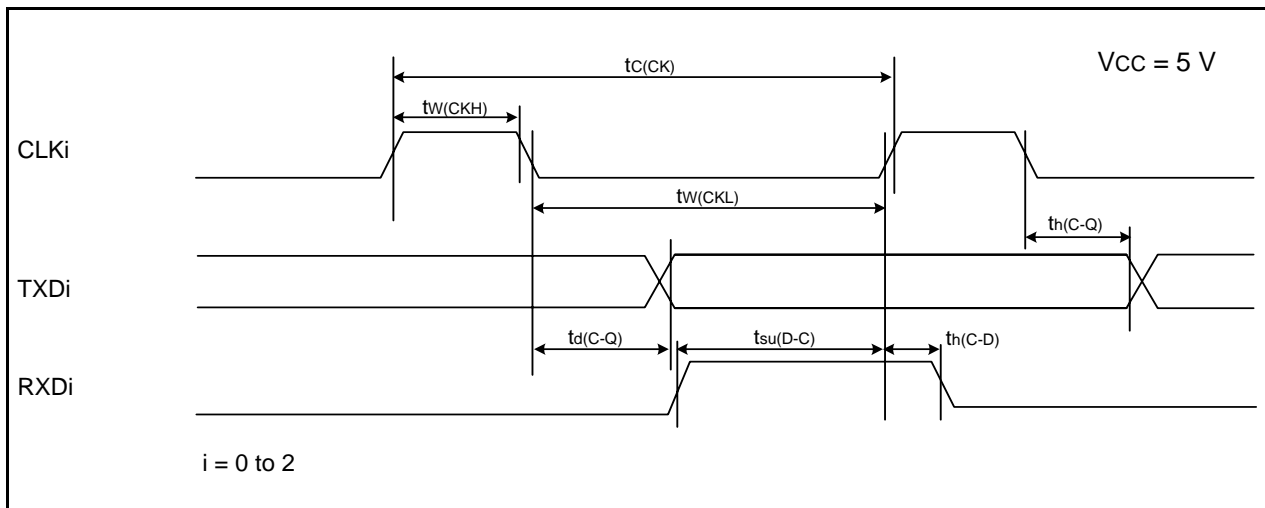 tC(CK)
VCC = 5 V
tW(CKH)
CLKi
tW(CKL)
th(C-Q)
TXDi
td(C-Q)
tsu(D-C)
th(C-D)
RXDi
i = 0 to 2